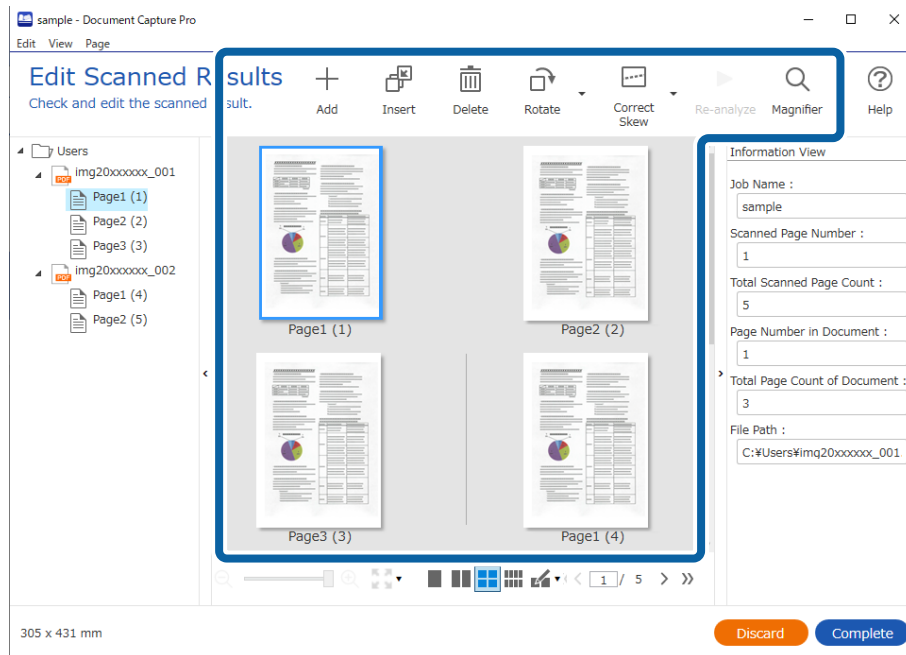 sample - Document Capture Pro
Edit View Page
Edit Scanned Results
Check and edit the scanned sult.
Add
Insert
Delete
Rotate
Correct Skew
Re-analyze
Magnifier
Help
Users
PDF
img20xxxxxx_001
Page1 (1)
Page2 (2)
Page3 (3)
PDF
img20xxxxxx_002
Page1 (4)
Page2 (5)
Page1 (1)
Page2 (2)
Page3 (3)
Page1 (4)
Information View
Job Name :
sample
Scanned Page Number :
1
Total Scanned Page Count :
5
Page Number in Document :
1
Total Page Count of Document :
3
File Path :
C:¥Users¥img20xxxxxx_001
1 / 5
305 x 431 mm
Discard
Complete